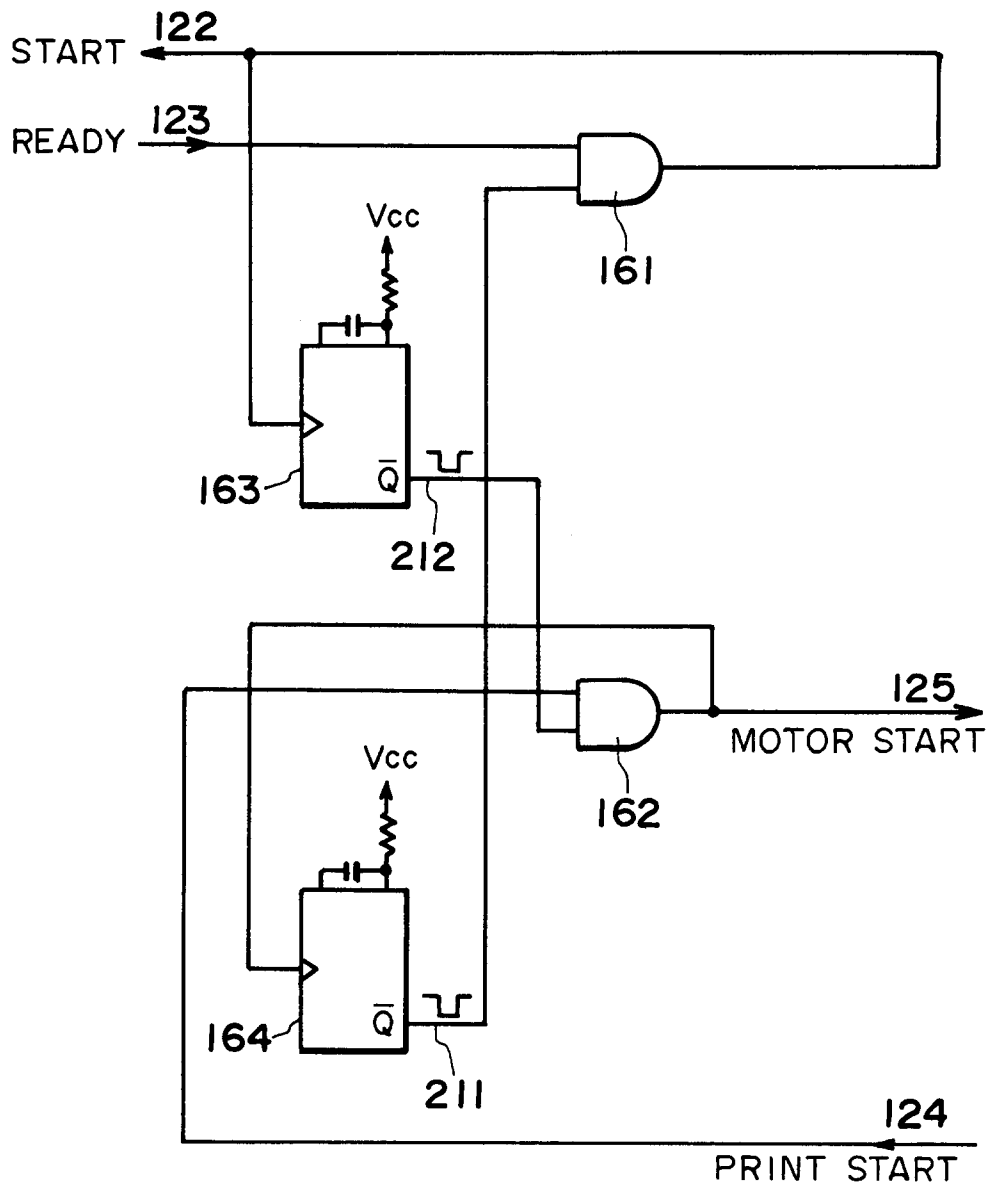 122
START
123
READY
Vcc
161
Q̅
163
212
125
MOTOR START
Vcc
162
Q̅
164
211
124
PRINT START